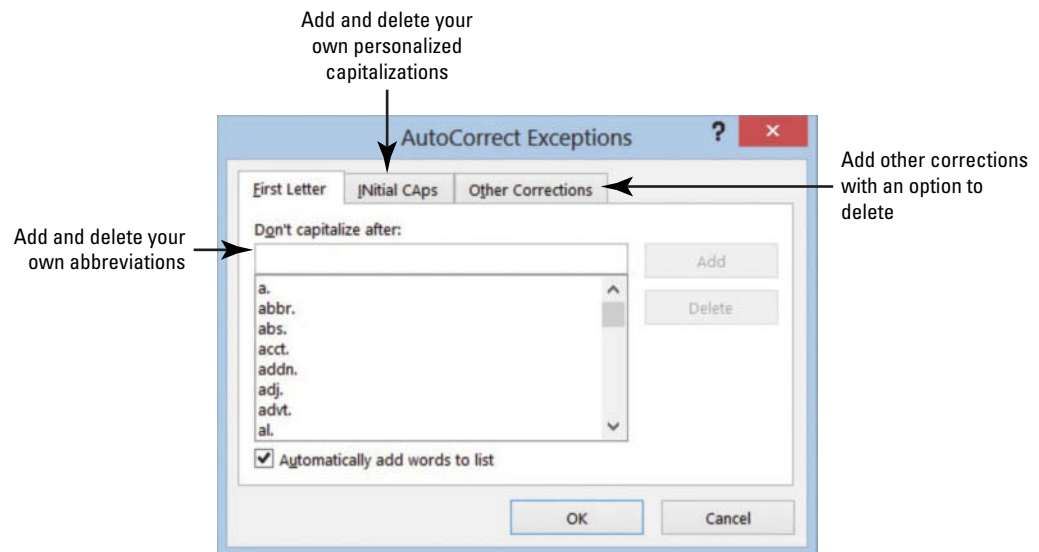 Add and delete your
own personalized
capitalizations
AutoCorrect Exceptions
?
×
First Letter
INitial CAps
Other Corrections
Add other corrections
with an option to
delete
Don't capitalize after:
Add and delete your
own abbreviations
Add
Delete
a.
abbr.
abs.
acct.
addn.
adj.
advt.
al.
Automatically add words to list
OK
Cancel